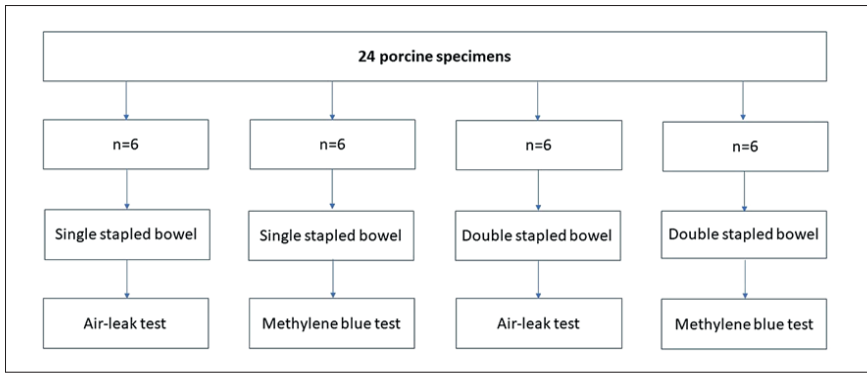 24 porcine specimens
n=6
n=6
n=6
n=6
Single stapled bowel
Single stapled bowel
Double stapled bowel
Double stapled bowel
Air-leak test
Methylene blue test
Air-leak test
Methylene blue test